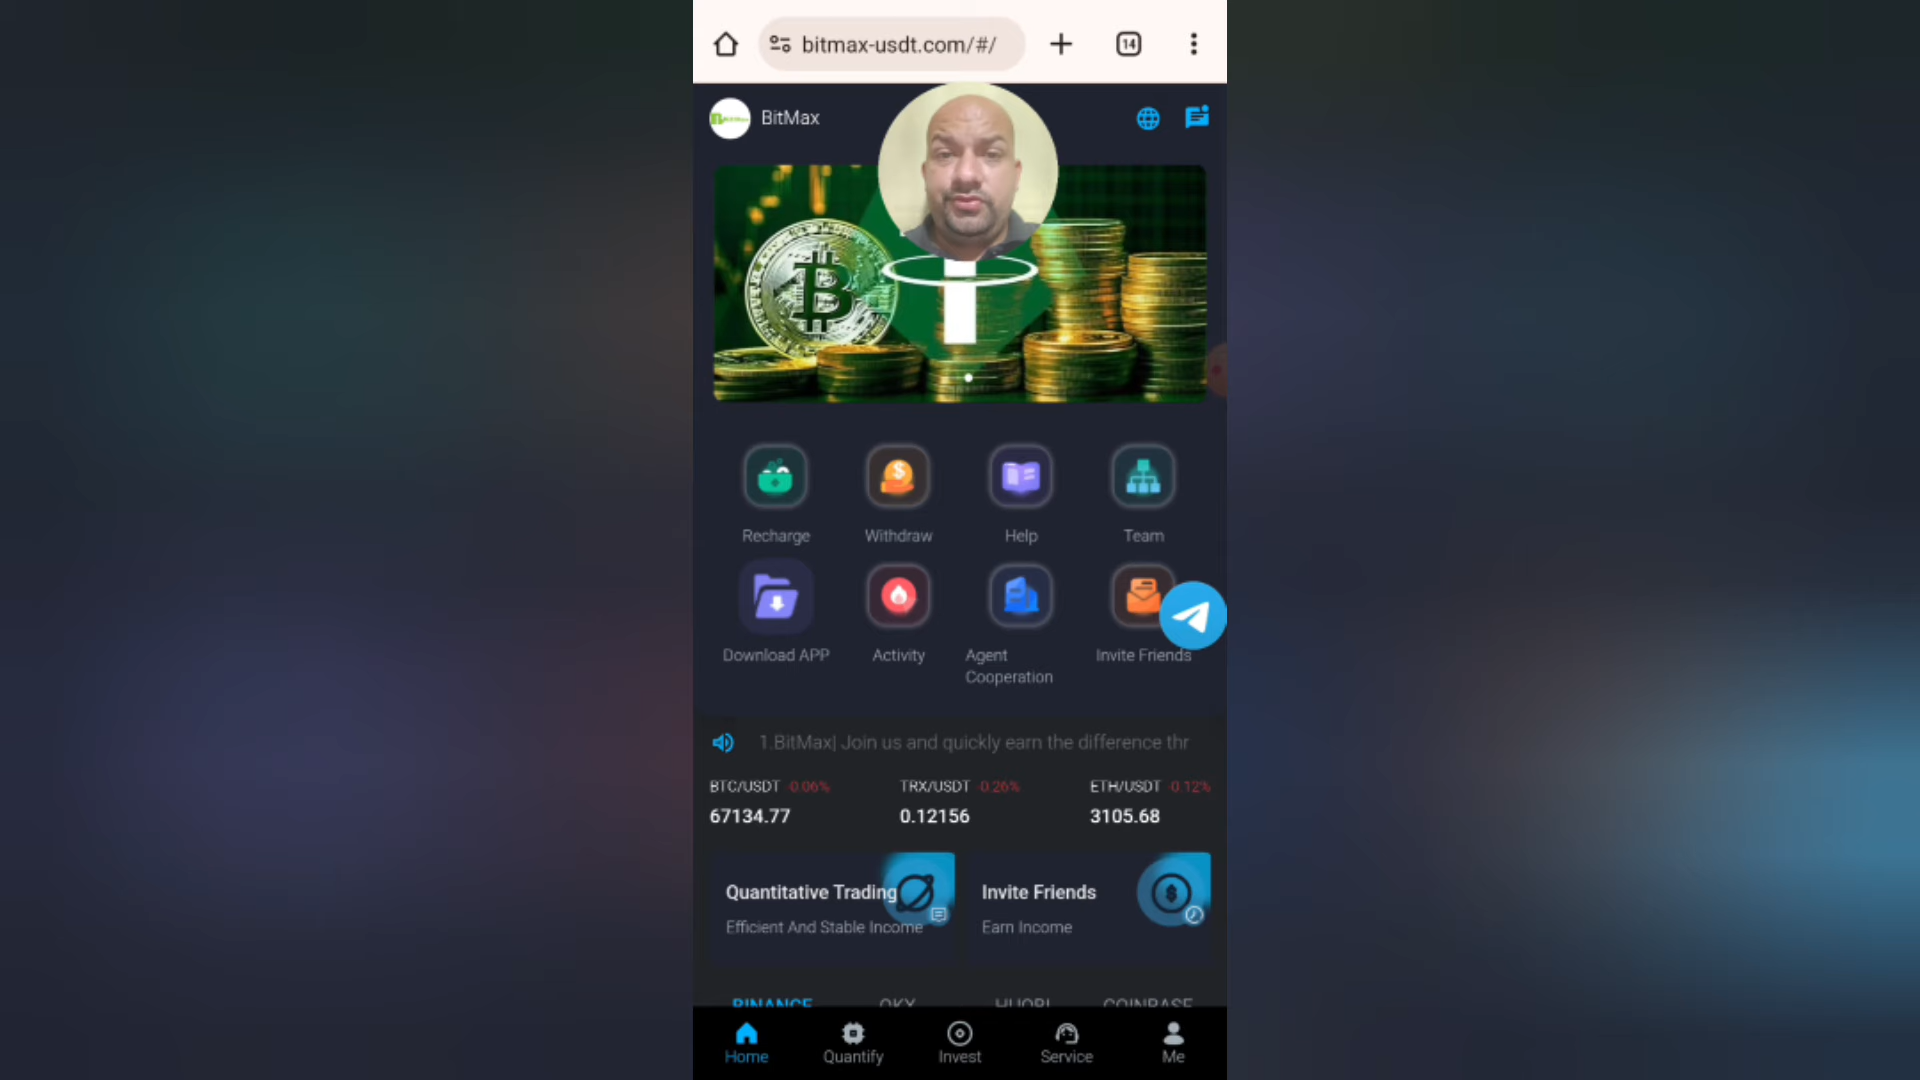 bitmax-usdt.com/#/
14
BitMax
Recharge
Withdraw
Help
Team
Download APP
Activity
Agent
Cooperation
Invite Friends
1.BitMax| Join us and quickly earn the difference thr
BTC/USDT -0.06%
TRX/USDT -0.26%
ETH/USDT -0.12%
67134.77
0.12156
3105.68
Quantitative Trading
Invite Friends
Efficient And Stable Income
Earn Income
BINANCE
OKX
HUOBI
COINBASE
Home
Quantify
Invest
Service
Me